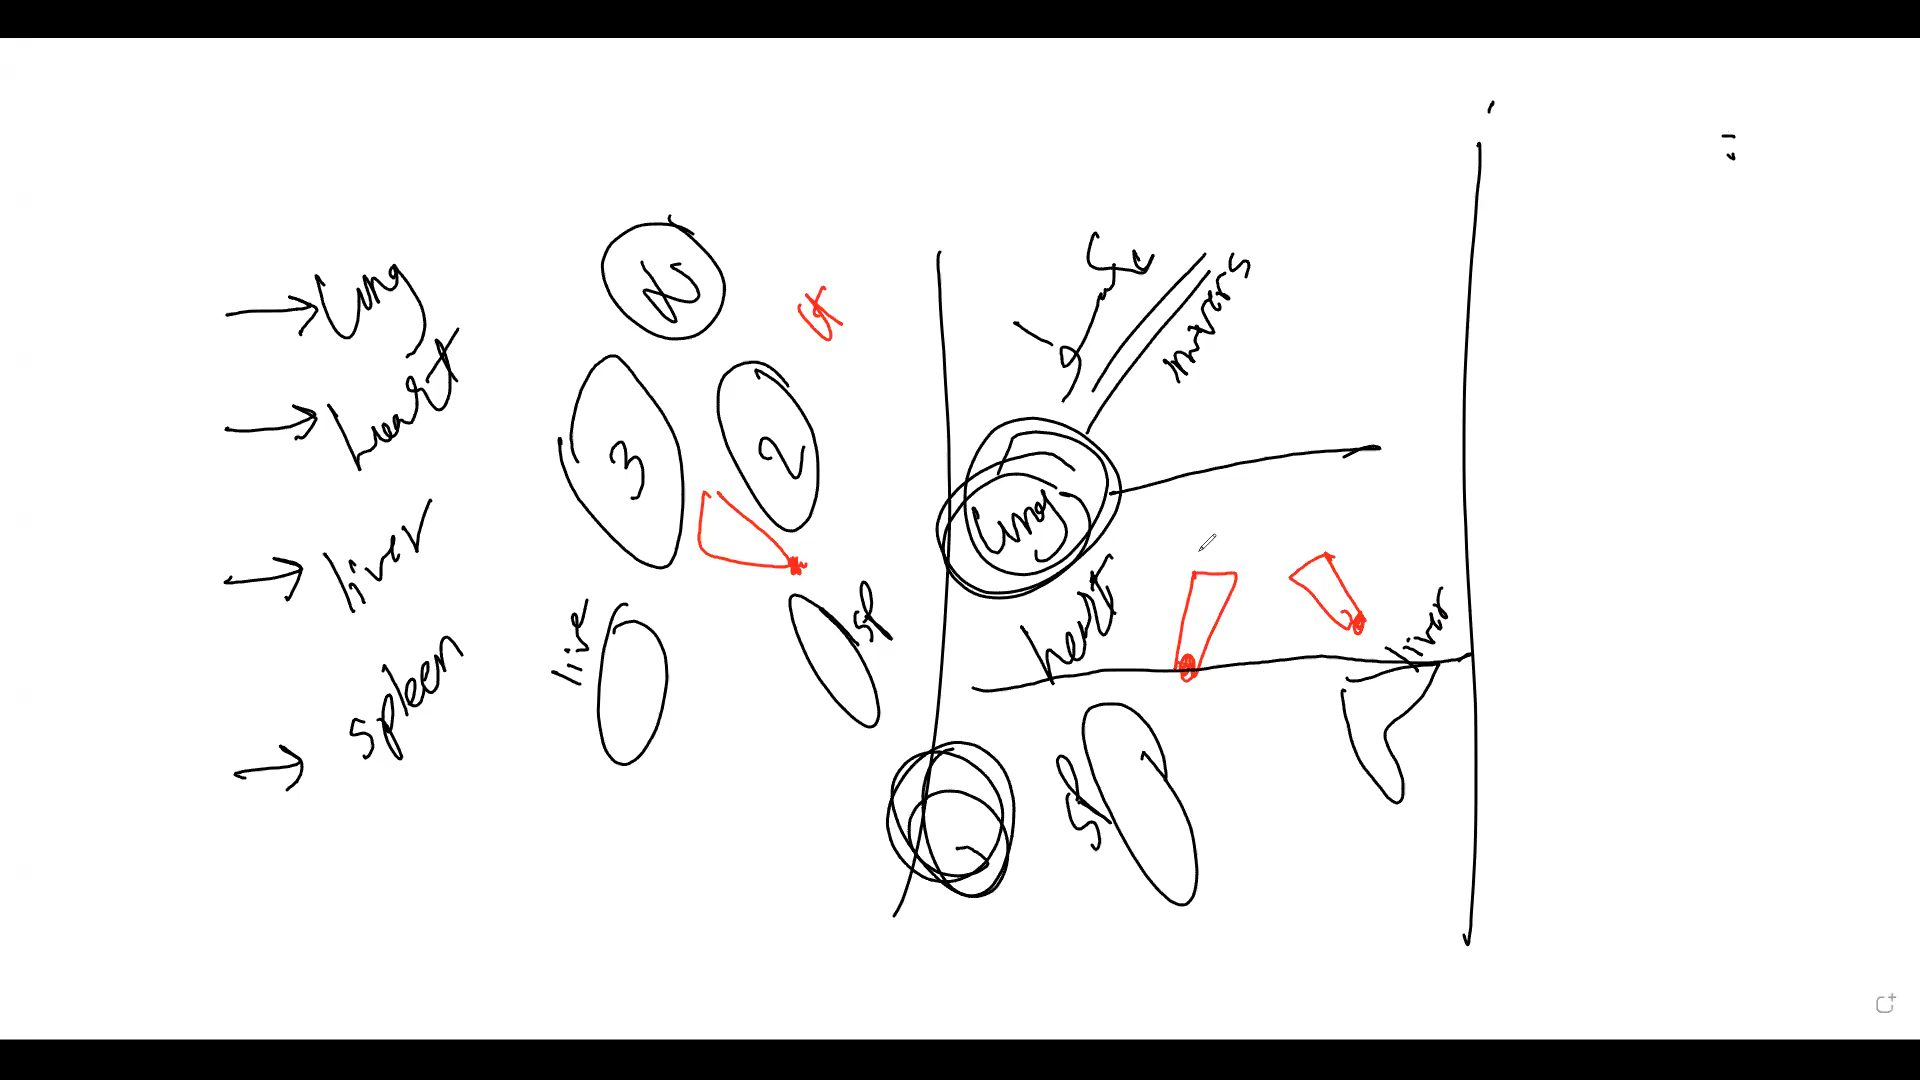 Lung
heart
liver
spleen
3
2
live
sp
Lung
heart
liver
sp